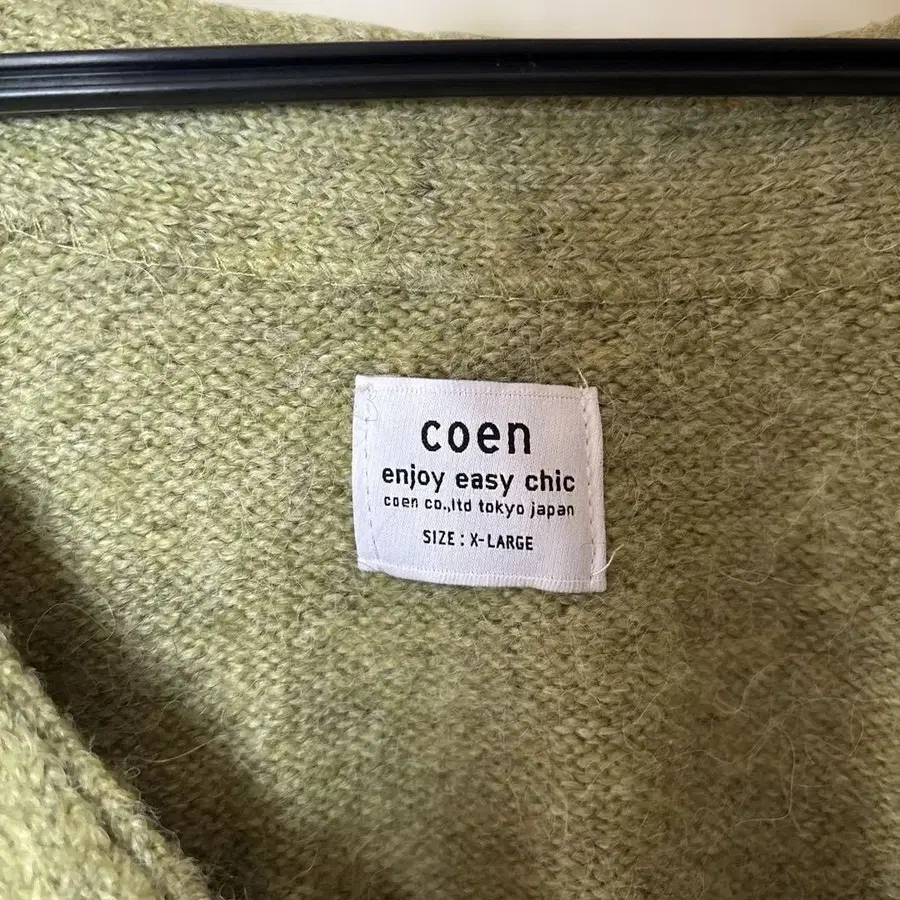 coen
enjoy easy chic
coen co.,ltd tokyo japan
SIZE : X-LARGE